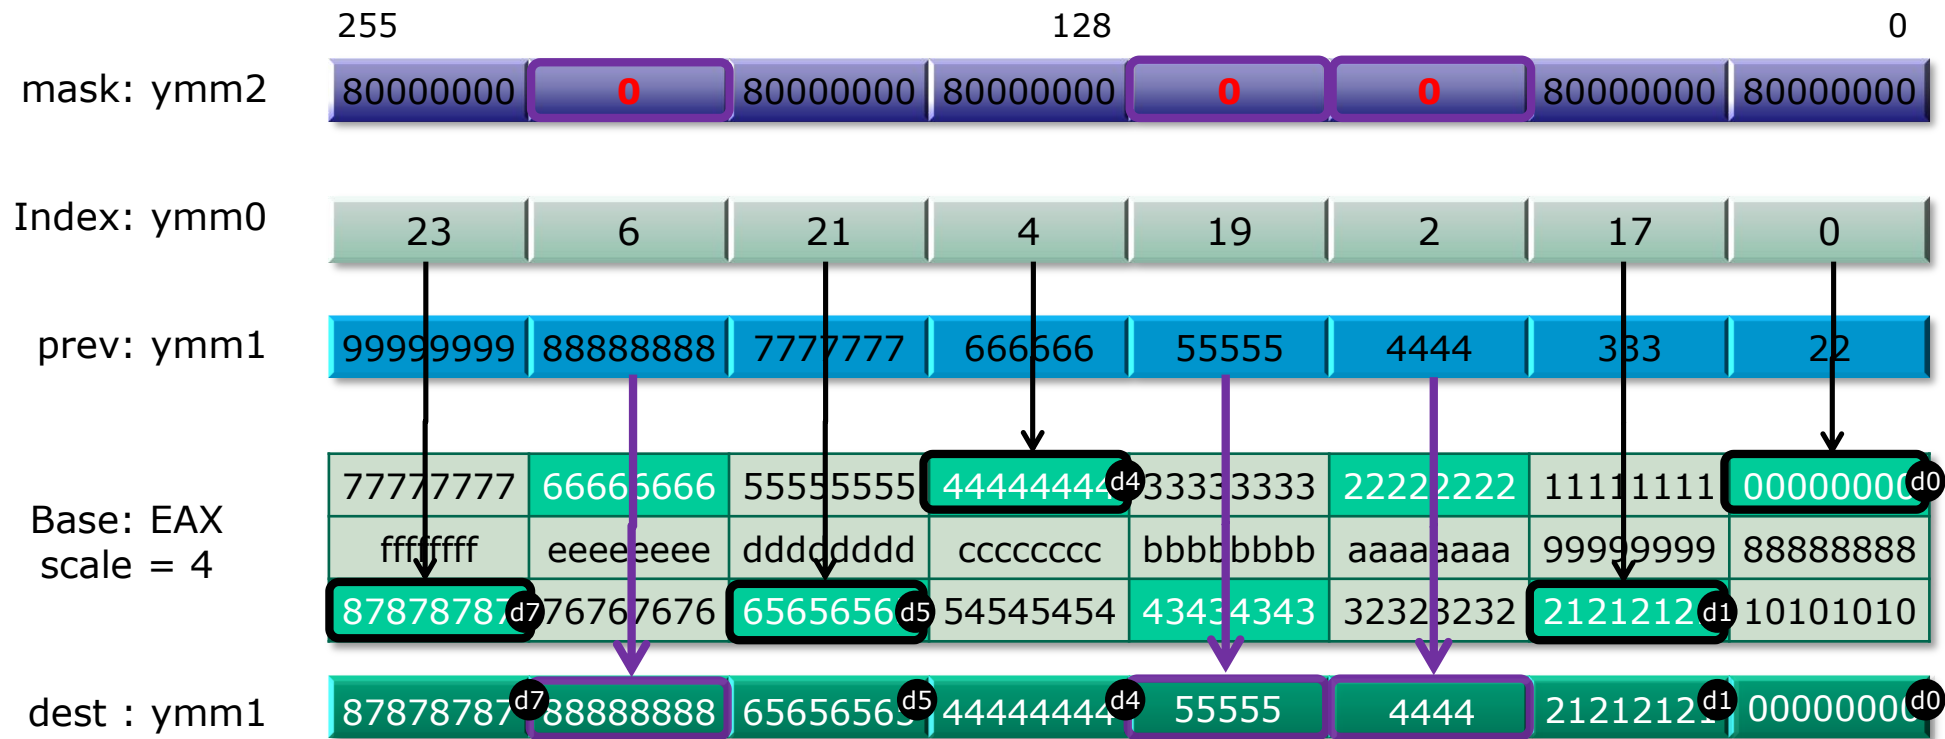 255 128 0
mask: ymm2 80000000 0 80000000 80000000 0 0 80000000 80000000
Index: ymm0 23 6 21 4 19 2 17 0
prev: ymm1 99999999 88888888 7777777 666666 55555 4444 333 22
77777777 66666666 55555555 44444444 d4 33333333 22222222 11111111 00000000 d0
Base: EAX
scale = 4
ffffffff eeeeeeee dddddddd cccccccc bbbbbbbb aaaaaaaa 99999999 88888888
87878787 d7 76767676 65656565 d5 54545454 43434343 32323232 21212121 d1 10101010
dest : ymm1 87878787 d7 88888888 65656565 d5 44444444 d4 55555 4444 21212121 d1 00000000 d0